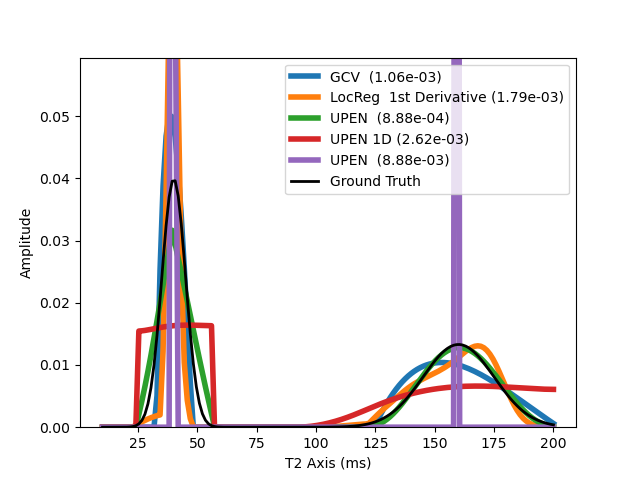 GCV (1.06e-03)
LocReg 1st Derivative (1.79e-03)
UPEN (8.88e-04)
UPEN 1D (2.62e-03)
UPEN (8.88e-03)
Ground Truth
Amplitude
0.05
0.04
0.03
0.02
0.01
0.00
25 50 75 100 125 150 175 200
T2 Axis (ms)